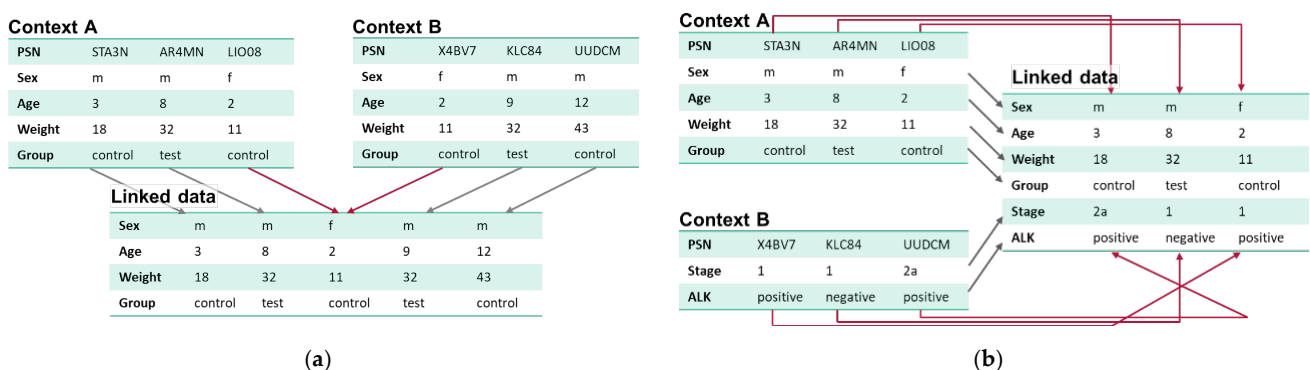 Context A
PSN STA3N AR4MN LIO08
Sex m m f
Age 3 8 2
Weight 18 32 11
Group control test control
Context B
PSN X4BV7 KLC84 UUDCM
Sex f m m
Age 2 9 12
Weight 11 32 43
Group control test control
Linked data
Sex m m f m m
Age 3 8 2 9 12
Weight 18 32 11 32 43
Group control test control test control
(a)
Context A
PSN STA3N AR4MN LIO08
Sex m m f
Age 3 8 2
Weight 18 32 11
Group control test control
Context B
PSN X4BV7 KLC84 UUDCM
Stage 1 1 2a
ALK positive negative positive
Linked data
Sex m m f
Age 3 8 2
Weight 18 32 11
Group control test control
Stage 2a 1 1
ALK positive negative positive
(b)